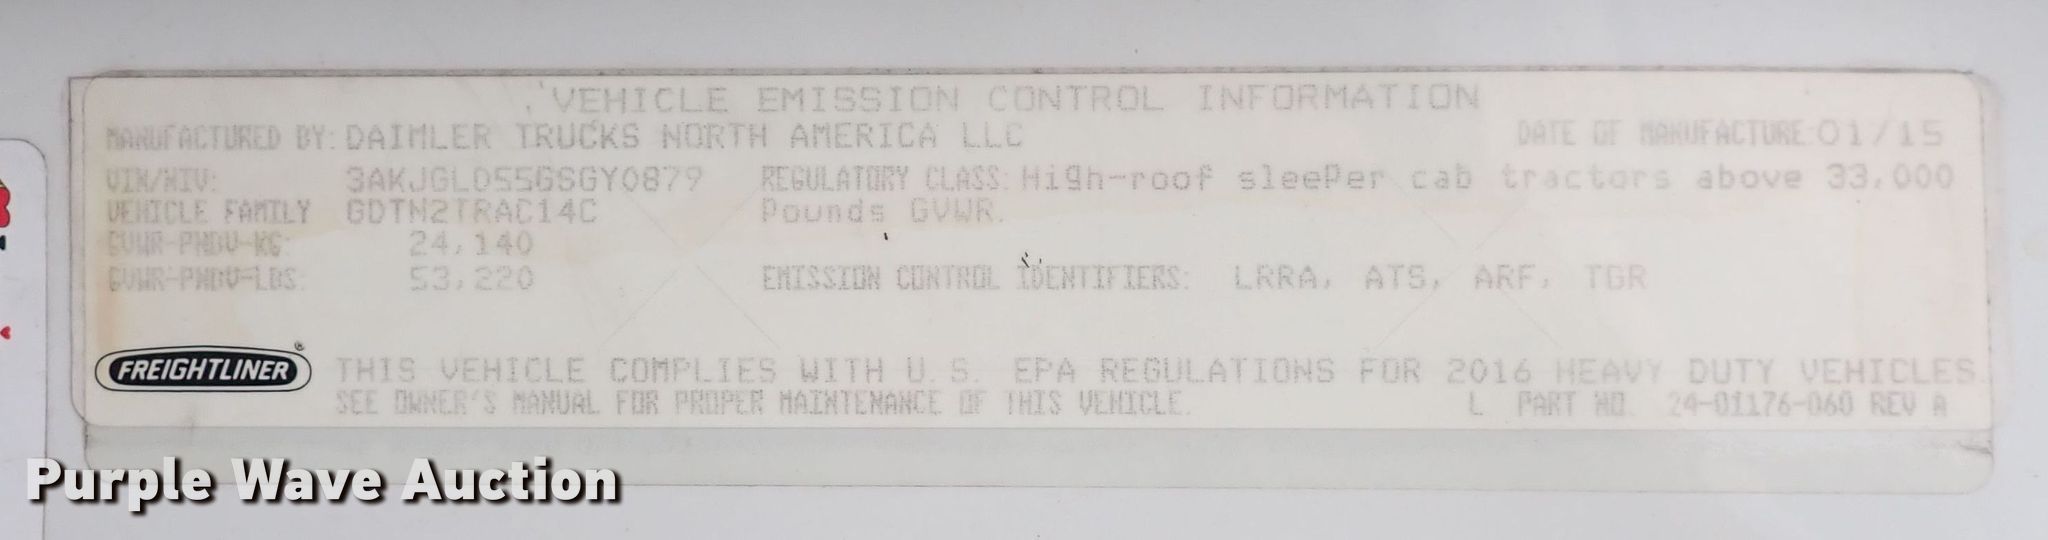 VEHICLE EMISSION CONTROL INFORMATION
MANUFACTURED BY: DAIMLER TRUCKS NORTH AMERICA LLC DATE OF MANUFACTURE: 01/15
VIN/NIV: 3AKJGLD55GSGY0879 REGULATORY CLASS: High-roof sleeper cab tractors above 33,000
VEHICLE FAMILY GDTN2TRAC14C Pounds GVWR.
GVWR-PNBV-KG: 24,140
GVWR-PNBV-LBS: 53,220 EMISSION CONTROL IDENTIFIERS: LRRA, ATS, ARF, TGR
FREIGHTLINER® THIS VEHICLE COMPLIES WITH U.S. EPA REGULATIONS FOR 2016 HEAVY DUTY VEHICLES.
SEE OWNER'S MANUAL FOR PROPER MAINTENANCE OF THIS VEHICLE. L PART NO. 24-01176-060 REV A
Purple Wave Auction